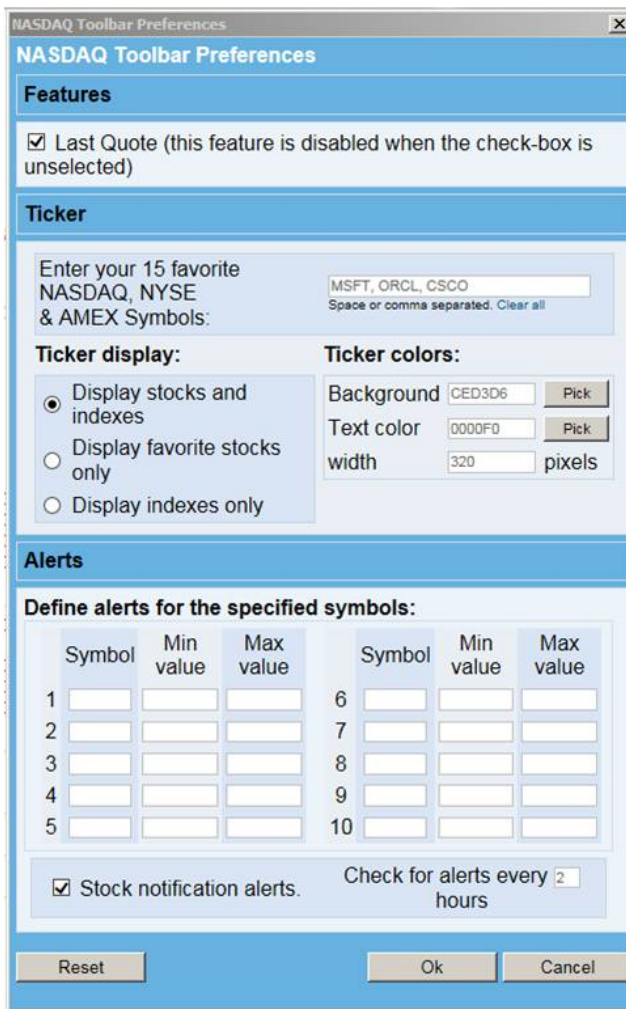 NASDAQ Toolbar Preferences
NASDAQ Toolbar Preferences
Features
Last Quote (this feature is disabled when the check-box is
unselected)
Ticker
Enter your 15 favorite
NASDAQ, NYSE
& AMEX Symbols:
MSFT, ORCL, CSCO
Space or comma separated. Clear all
Ticker display:
Display stocks and
indexes
Display favorite stocks
only
Display indexes only
Ticker colors:
Background CED3D6 Pick
Text color 0000F0 Pick
width 320 pixels
Alerts
Define alerts for the specified symbols:
Symbol Min value Max value Symbol Min value Max value
1 6
2 7
3 8
4 9
5 10
Stock notification alerts.
Check for alerts every 2
hours
Reset Ok Cancel